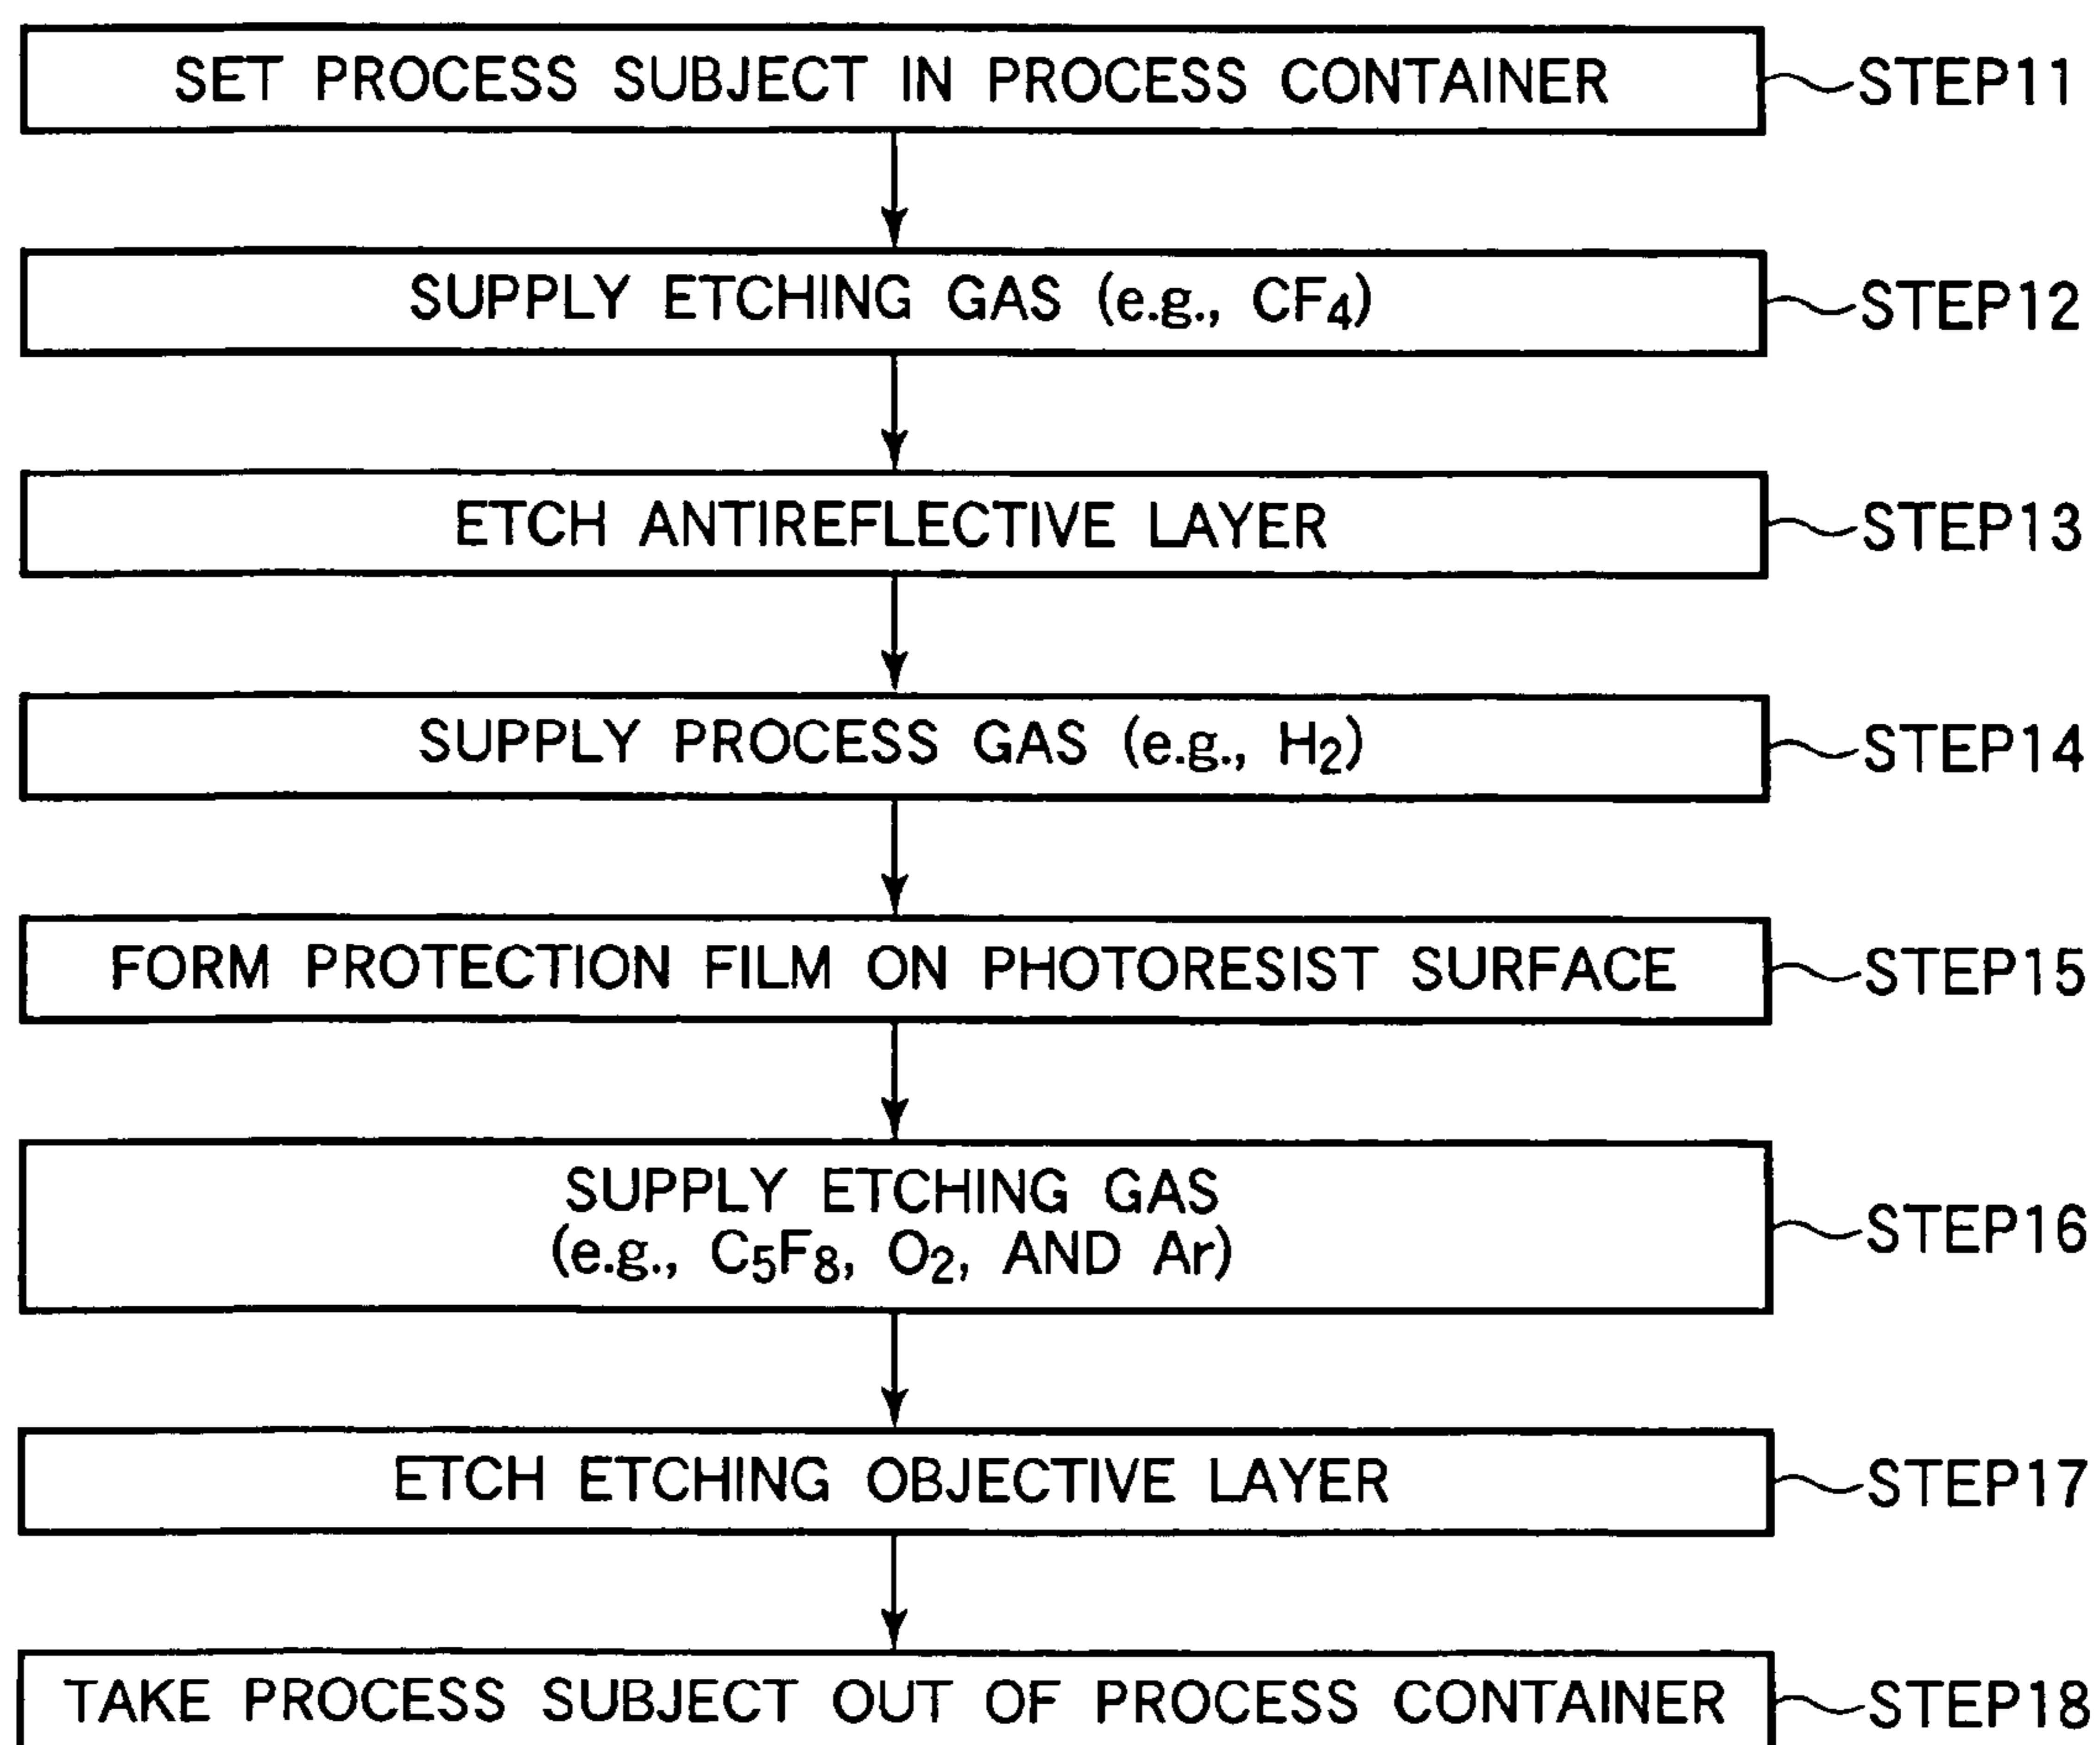 SET PROCESS SUBJECT IN PROCESS CONTAINER STEP11
SUPPLY ETCHING GAS (e.g., CF4) STEP12
ETCH ANTIREFLECTIVE LAYER STEP13
SUPPLY PROCESS GAS (e.g., H2) STEP14
FORM PROTECTION FILM ON PHOTORESIST SURFACE STEP15
SUPPLY ETCHING GAS
(e.g., C5F8, O2, AND Ar) STEP16
ETCH ETCHING OBJECTIVE LAYER STEP17
TAKE PROCESS SUBJECT OUT OF PROCESS CONTAINER STEP18